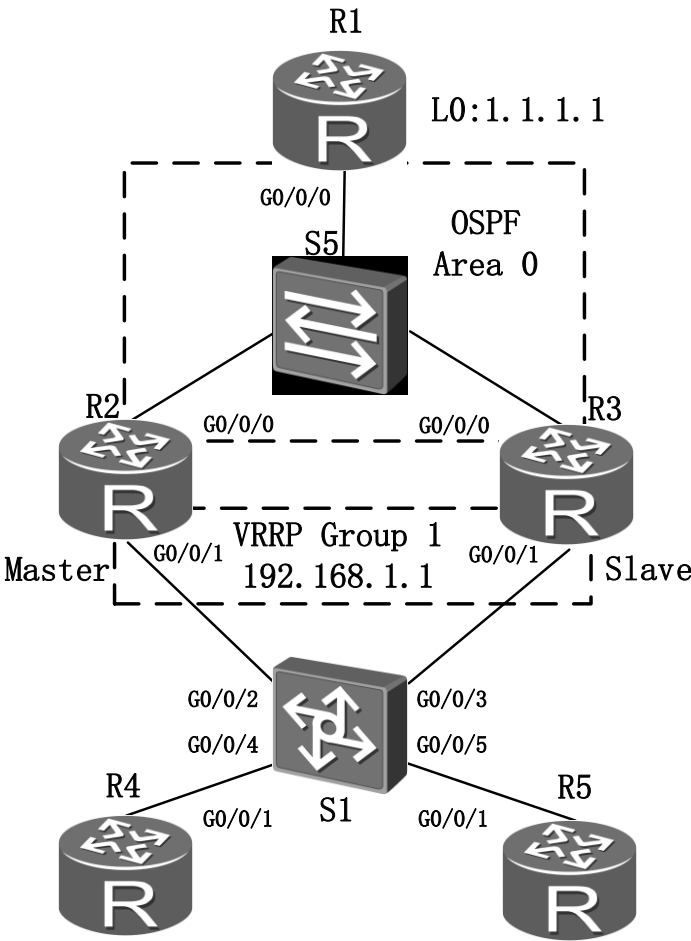 R1
L0:1.1.1.1
G0/0/0
OSPF
Area 0
S5
R2
G0/0/0
G0/0/0
R3
R
R
R
VRRP Group 1
192.168.1.1
G0/0/1
G0/0/1
Master
Slave
G0/0/2
G0/0/3
G0/0/4
G0/0/5
R4
S1
R5
G0/0/1
G0/0/1
R
R